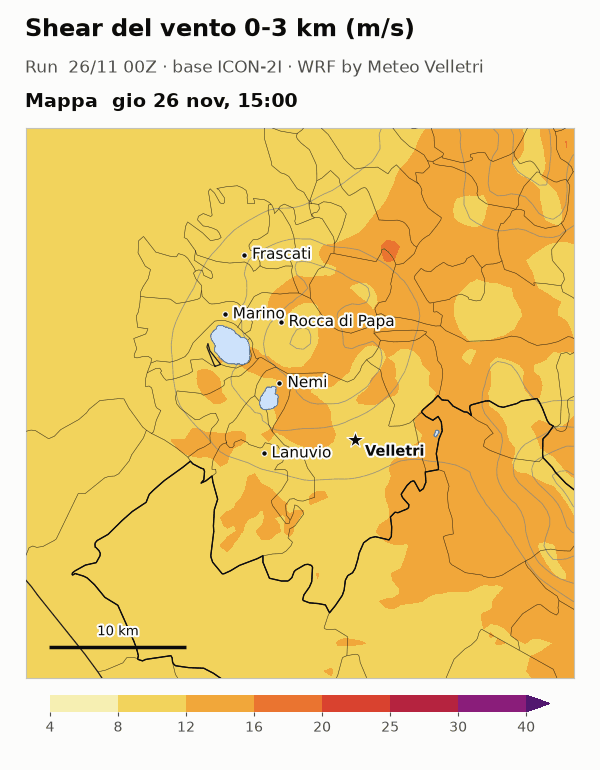 Shear del vento 0-3 km (m/s)
Run  26/11 00Z · base ICON-2I · WRF by Meteo Velletri
Mappa  gio 26 nov, 15:00
Frascati
Marino
Rocca di Papa
Nemi
Velletri
Lanuvio
10 km
4 8 12 16 20 25 30 40